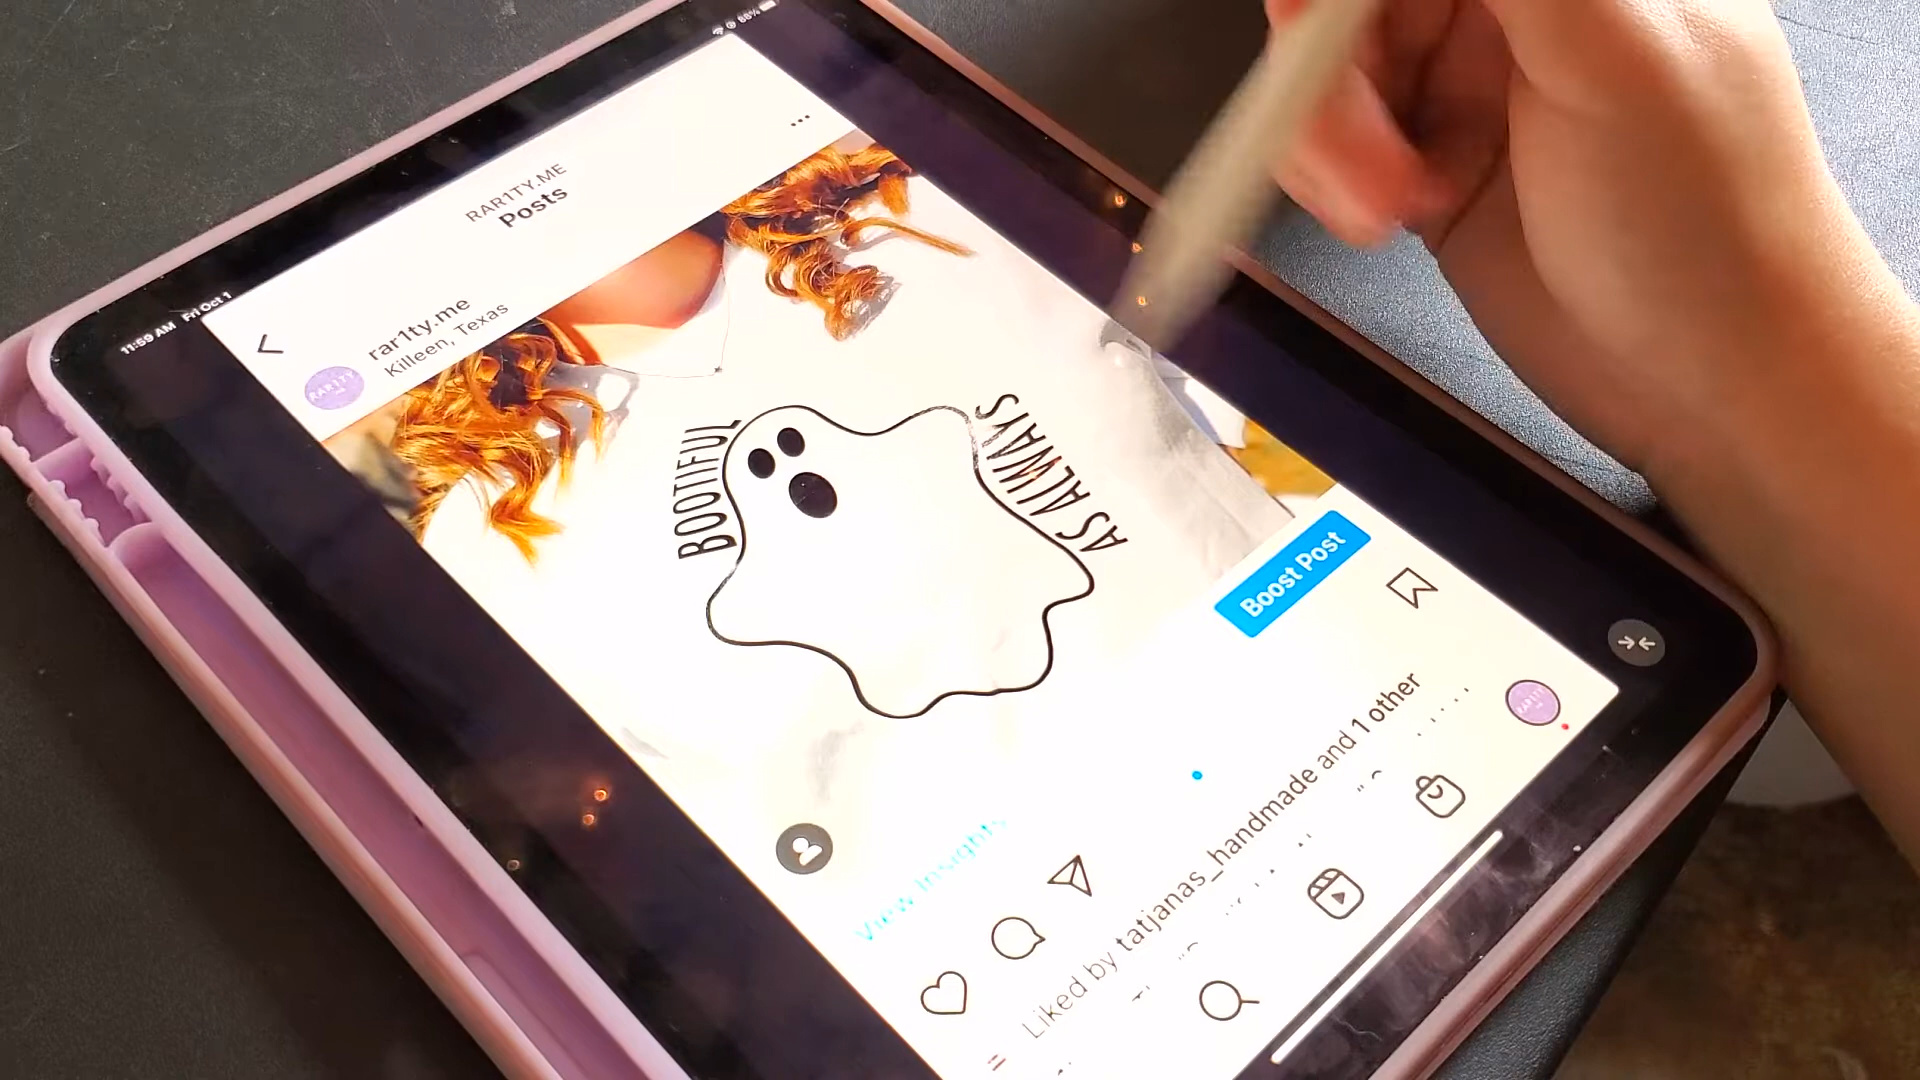 11:59 AM Fri Oct 1
68%
RAR1TY.ME
Posts
rar1ty.me
Killeen, Texas
BOOTIFUL
AS ALWAYS
Boost Post
View Insights
Liked by tatjanas_handmade and 1 other